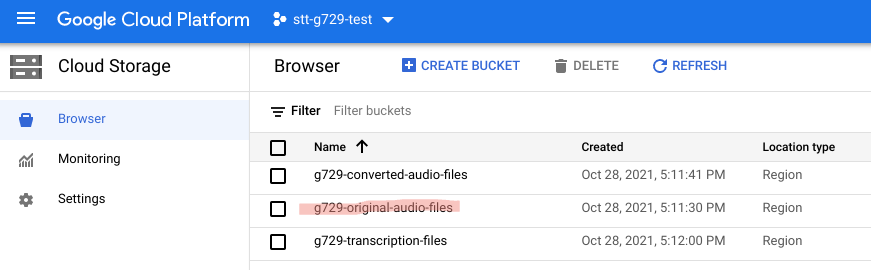 Google Cloud Platform stt-g729-test
Cloud Storage
Browser CREATE BUCKET DELETE REFRESH
Browser
Monitoring
Settings
Filter Filter buckets
Name Created Location type
g729-converted-audio-files Oct 28, 2021, 5:11:41 PM Region
g729-original-audio-files Oct 28, 2021, 5:11:30 PM Region
g729-transcription-files Oct 28, 2021, 5:12:00 PM Region